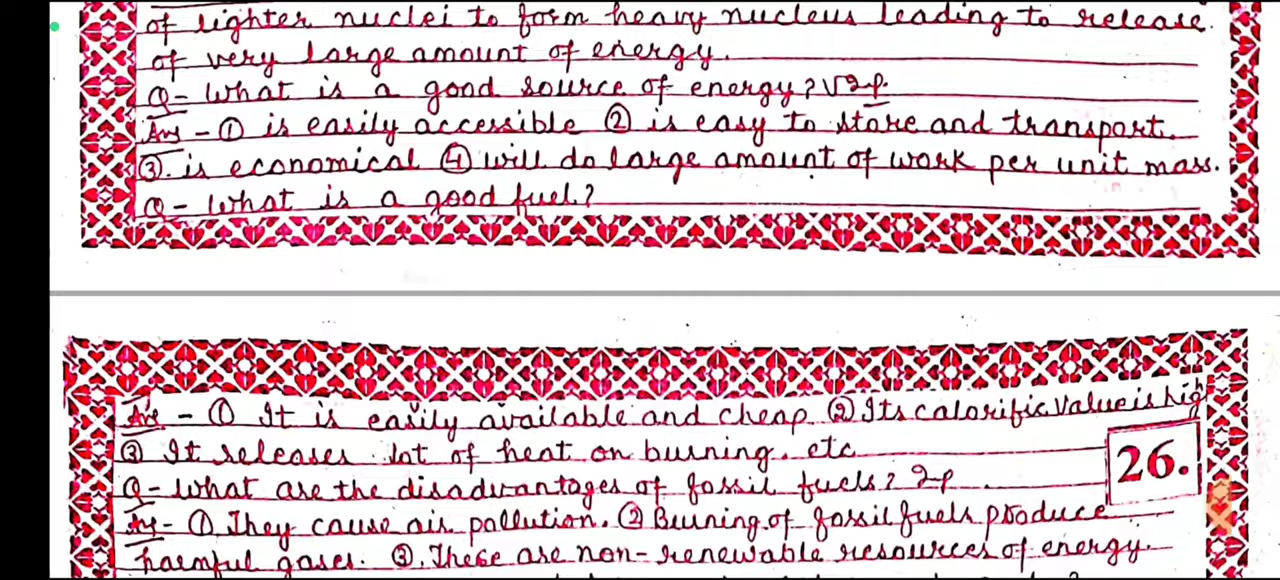 of lighter nuclei to form heavy nucleus leading to release.
of very large amount of energy.
Q- What is a good source of energy? √2p.
Ans - ① is easily accessible ② is easy to store and transport.
③. is economical ④ will do large amount of work per unit mass.
Q- What is a good fuel?
Ans - ① It is easily available and cheap. ② Its calorific value is hig
③ It releases lot of heat on burning. etc
26.
Q- What are the disadvantages of fossil fuels? 2p
Ans- ①. They cause air pollution. ② Burning of fossil fuels produce
harmful gases. ③. These are non-renewable resources of energy.